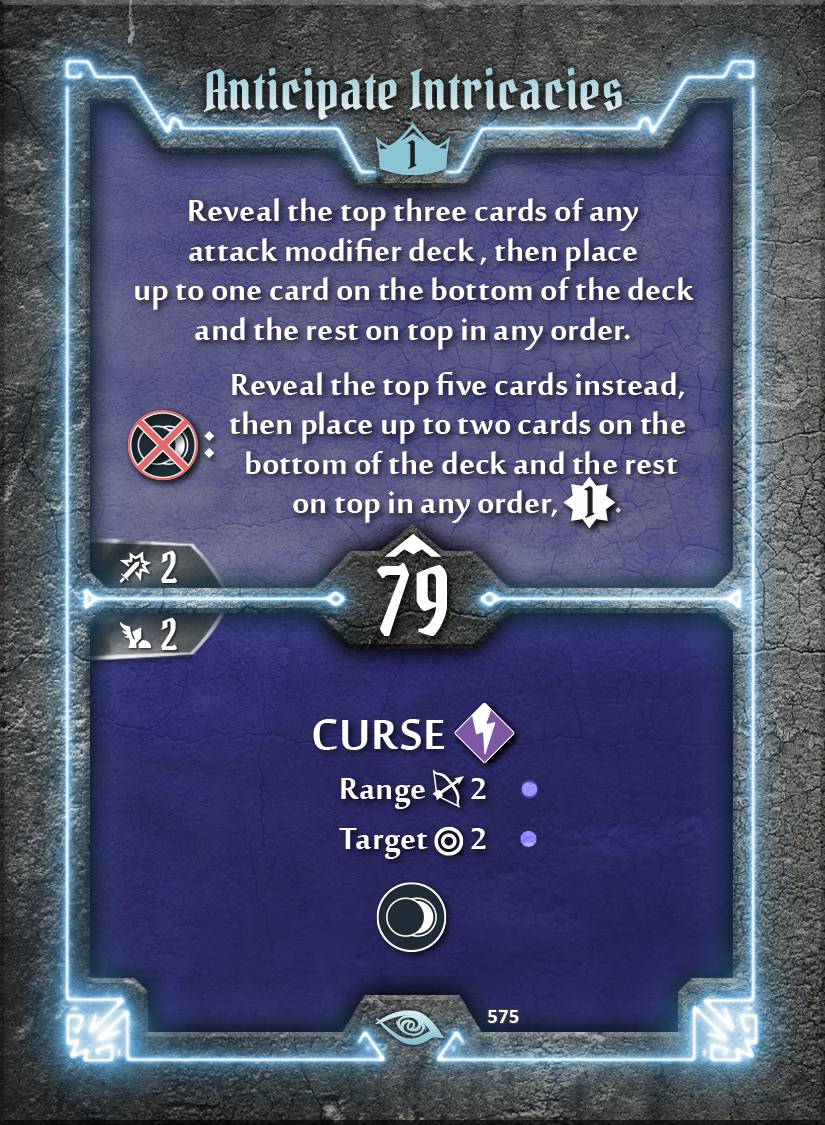 Anticipate Intricacies
1
Reveal the top three cards of any
attack modifier deck , then place
up to one card on the bottom of the deck
and the rest on top in any order.
: Reveal the top five cards instead,
then place up to two cards on the
bottom of the deck and the rest
on top in any order, 1.
2
79
2
CURSE
Range 2
Target 2
575